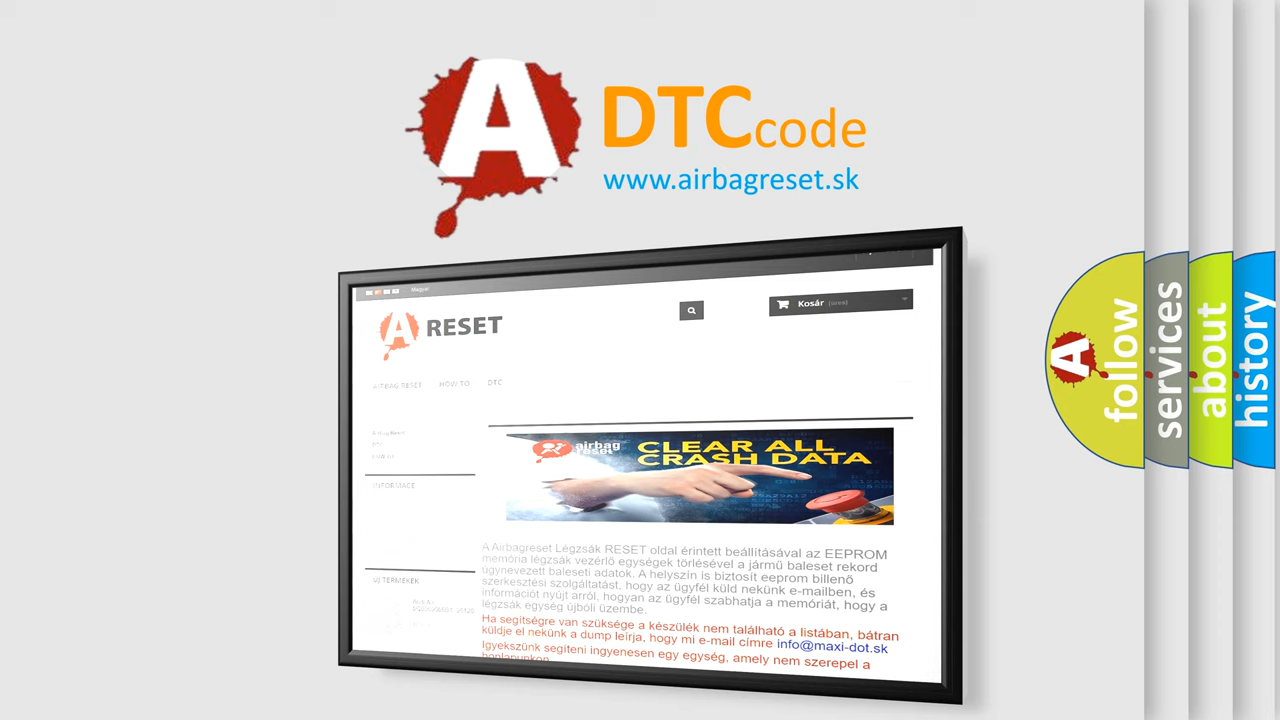 A DTC code
www.airbagreset.sk
Magyar
A RESET
Kosár (üres)
AIRBAG RESET HOW TO DTC
INFORMACE
airbag
reset
CLEAR ALL
CRASH DATA
A Airbagreset Légzsák RESET oldal érintett beállításával az EEPROM
memória légzsák vezérlő egységek törlésével a jármű baleset rekord
úgynevezett baleseti adatok. A helyszín is biztosít eeprom billenő
szerkesztési szolgáltatást, hogy az ügyfél küld nekünk e-mailben, és
információt nyújt arról, hogyan az ügyfél szabhatja a memóriát, hogy a
légzsák egység újbóli üzembe.
Ha segítségre van szüksége a készülék nem található a listában, bátran
küldje el nekünk a dump leírja, hogy mi e-mail címre info@maxi-dot.sk
Igyekszünk segíteni ingyenesen egy egység, amely nem szerepel a
honlapunkon
ÚJ TERMÉKEK
A
follow
services
about
history